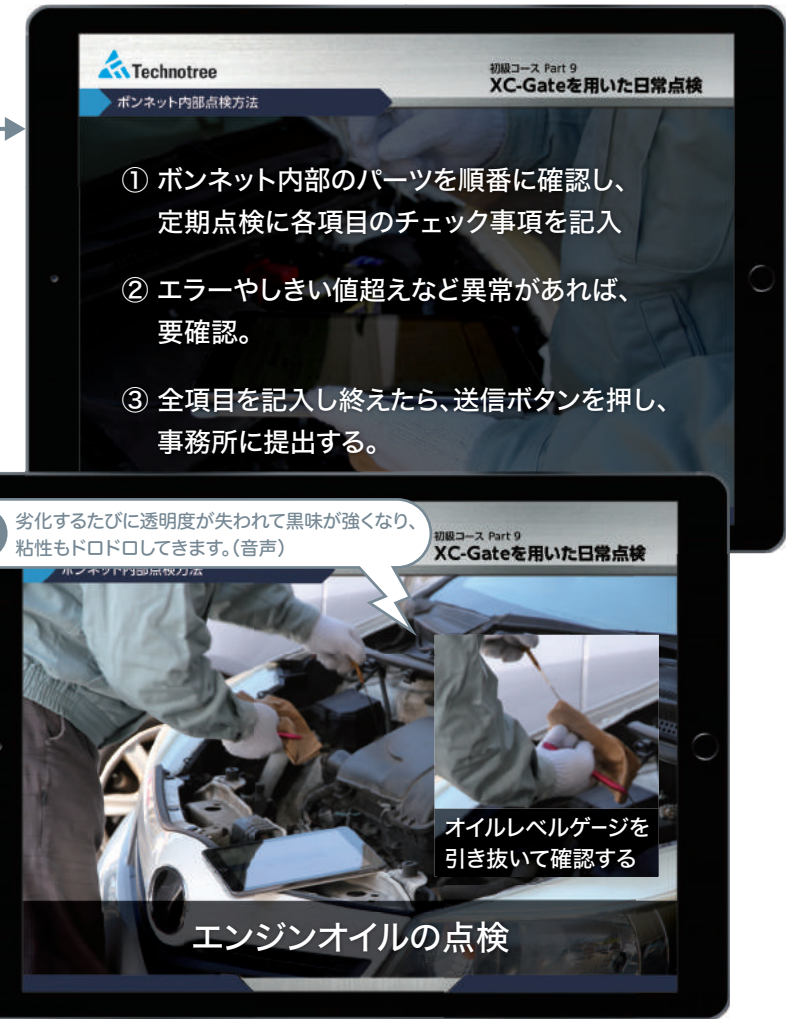 Technotree
初級コース Part 9
XC-Gateを用いた日常点検
ボンネット内部点検方法
① ボンネット内部のパーツを順番に確認し、
定期点検に各項目のチェック事項を記入
② エラーやしきい値超えなど異常があれば、
要確認。
③ 全項目を記入し終えたら、送信ボタンを押し、
事務所に提出する。
劣化するたびに透明度が失われて黒味が強くなり、
粘性もドロドロしてきます。(音声)
初級コース Part 9
XC-Gateを用いた日常点検
ボンネット内部点検方法
オイルレベルゲージを
引き抜いて確認する
エンジンオイルの点検